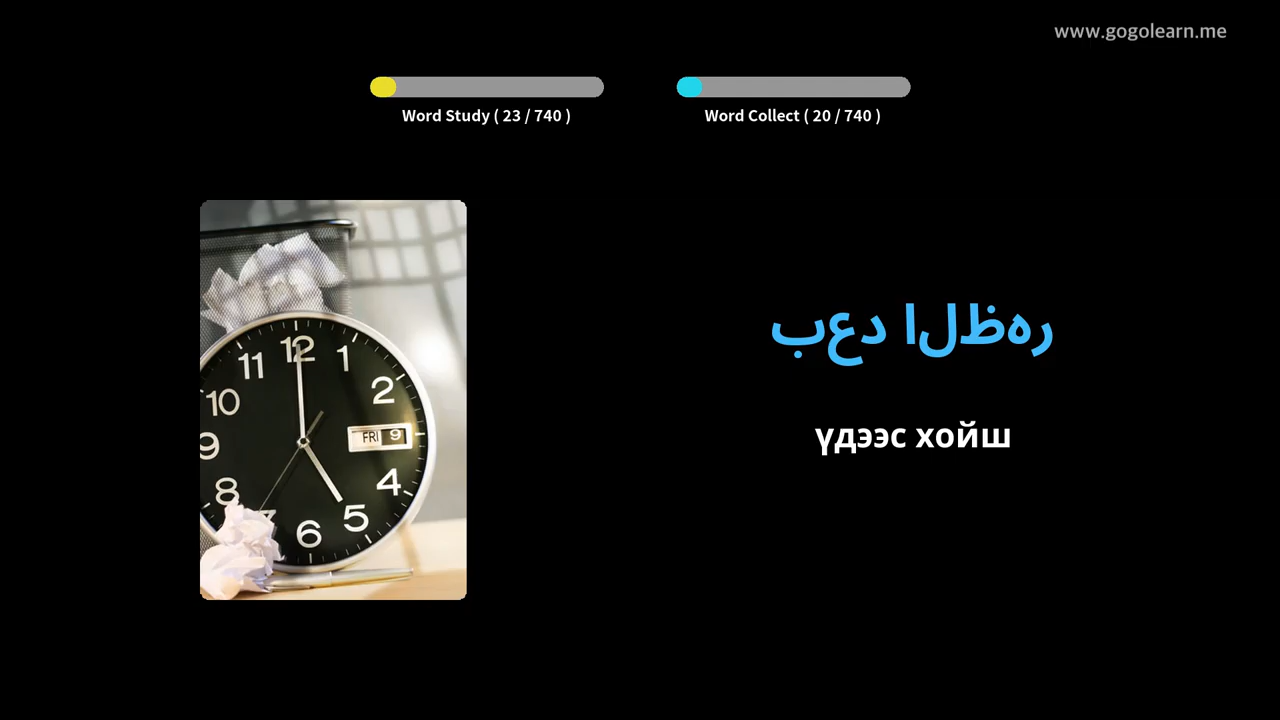 www.gogolearn.me
Word Study ( 23 / 740 )
Word Collect ( 20 / 740 )
بعد الظهر
үдээс хойш
12
11 1
10 2
9 FRI 9
8 4
7 5
6